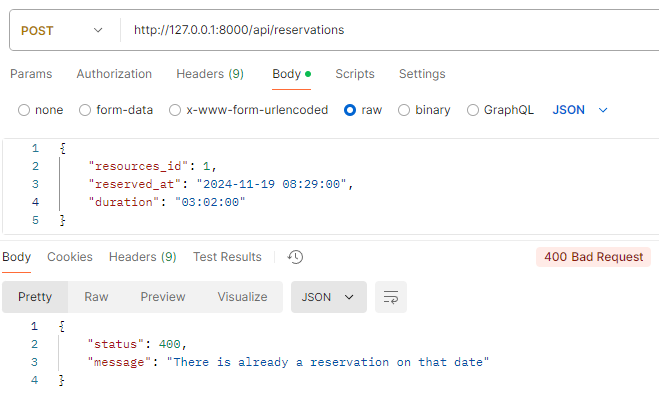 POST http://127.0.0.1:8000/api/reservations
Params Authorization Headers (9) Body Scripts Settings
none form-data x-www-form-urlencoded raw binary GraphQL JSON
1 {
2 "resources_id": 1,
3 "reserved_at": "2024-11-19 08:29:00",
4 "duration": "03:02:00"
5 }
Body Cookies Headers (9) Test Results 400 Bad Request
Pretty Raw Preview Visualize JSON
1 {
2 "status": 400,
3 "message": "There is already a reservation on that date"
4 }